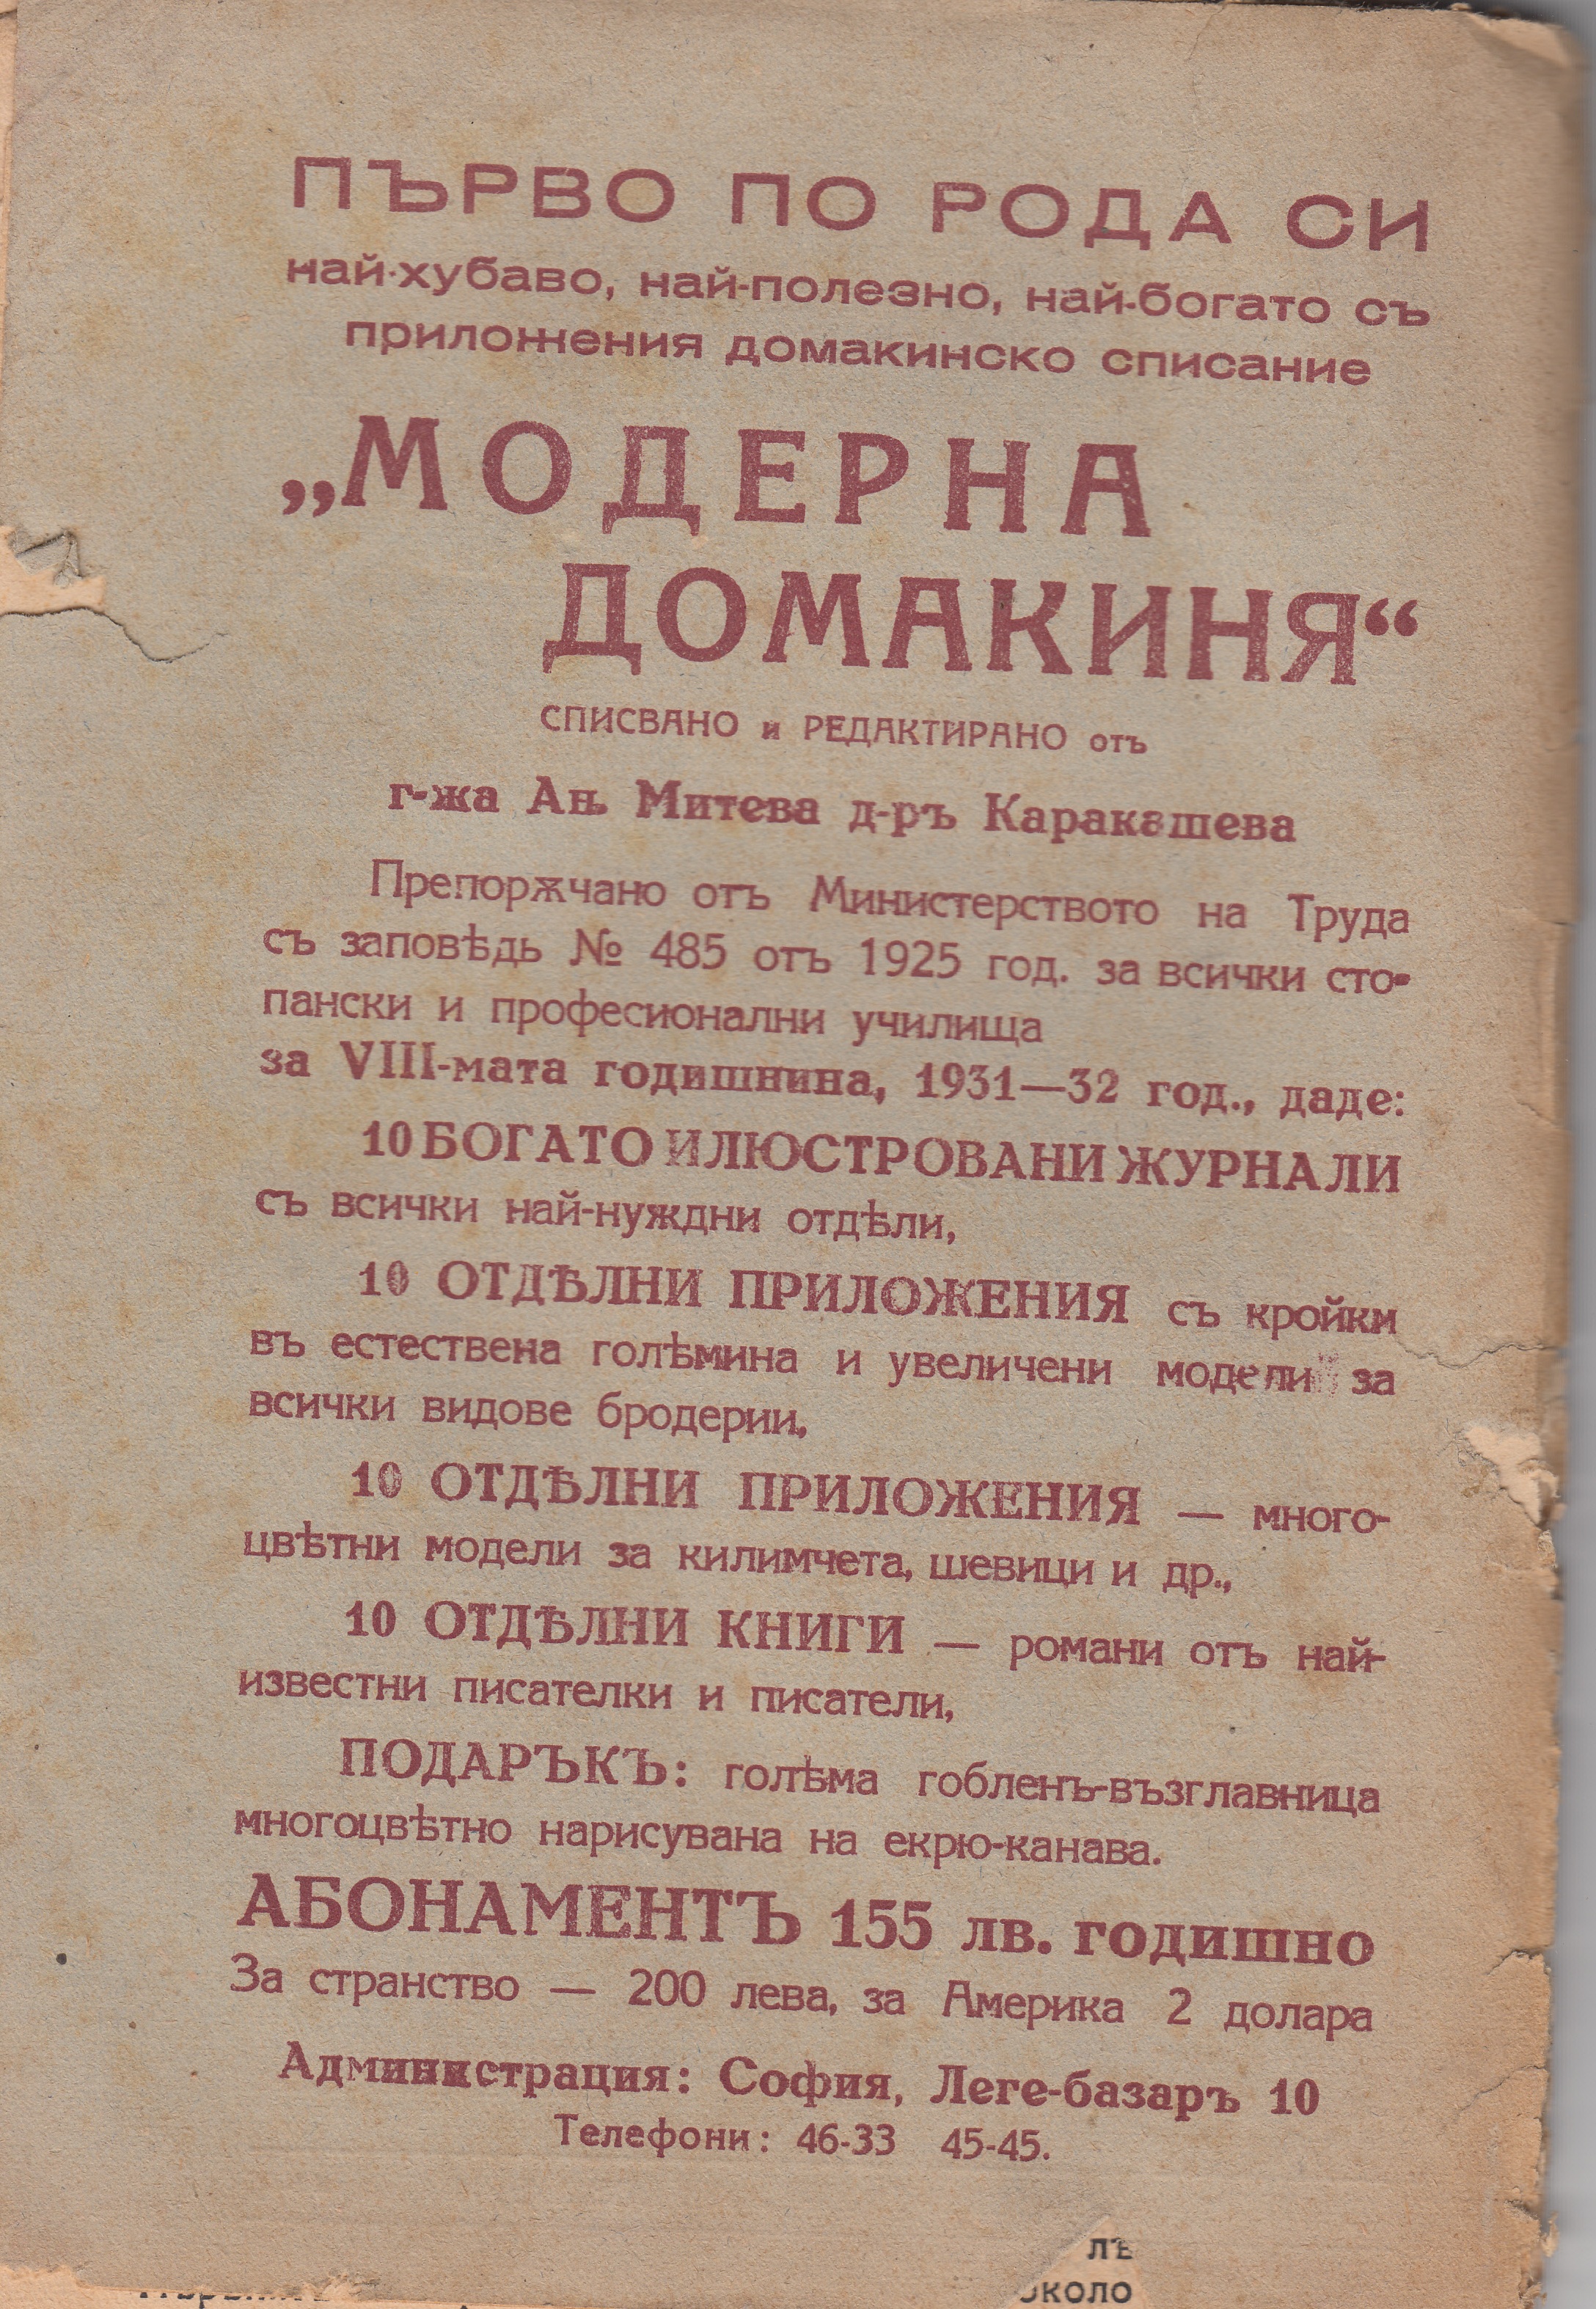 ПЪРВО ПО РОДА СИ
най-хубаво, най-полезно, най-богато съ
приложения домакинско списание
„МОДЕРНА
ДОМАКИНЯ“
СПИСВАНО и РЕДАКТИРАНО отъ
г-жа Ан. Митева д-ръ Каракашева
Препорѫчано отъ Министерството на Труда
съ заповѣдь № 485 отъ 1925 год. за всички сто-
пански и професионални училища
за VIII-мата годишнина, 1931—32 год., даде:
10 БОГАТО ИЛЮСТРОВАНИ ЖУРНАЛИ
съ всички най-нуждни отдѣли,
10 ОТДѢЛНИ ПРИЛОЖЕНИЯ съ кройки
въ естествена голѣмина и увеличени модели за
всички видове бродерии,
10 ОТДѢЛНИ ПРИЛОЖЕНИЯ — много-
цвѣтни модели за килимчета, шевици и др.,
10 ОТДѢЛНИ КНИГИ — романи отъ най-
известни писателки и писатели,
ПОДАРЪКЪ: голѣма гобленъ-възглавница
многоцвѣтно нарисувана на екрю-канава.
АБОНАМЕНТЪ 155 лв. годишно
За странство — 200 лева, за Америка 2 долара
Администрация: София, Леге-базаръ 10
Телефони: 46-33 45-45.
около